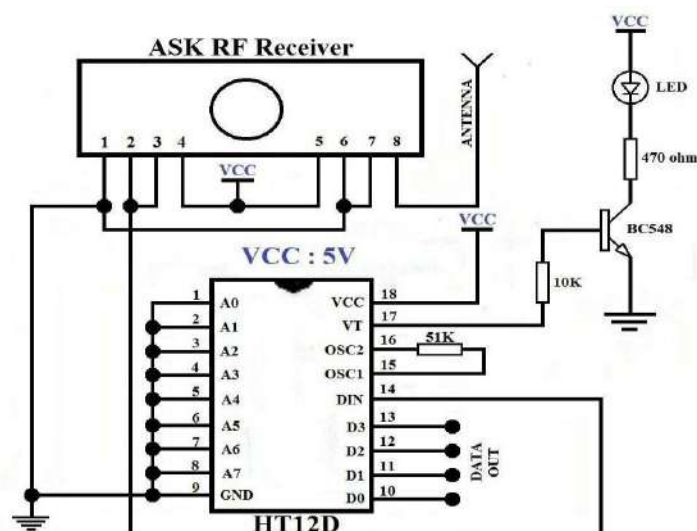 VCC
ASK RF Receiver
LED
ANTENNA
1 2 3 4 5 6 7 8
470 ohm
VCC
VCC
BC548
VCC : 5V
10K
1 A0 VCC 18
2 A1 VT 17
3 A2 OSC2 16 51K
4 A3 OSC1 15
5 A4 DIN 14
6 A5 D3 13
7 A6 D2 12
8 A7 D1 11
9 GND D0 10
DATA
OUT
HT12D